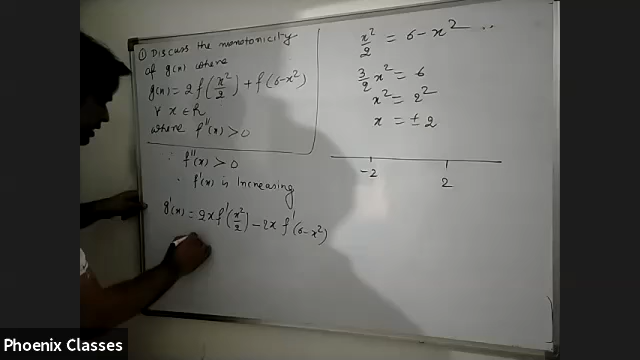 ① Discuss the monotonicity
of g(x) where
g(x) = 2f(x²/2) + f(6-x²)
∀ x ∈ R
where f''(x) > 0
∵ f''(x) > 0
∴ f'(x) is Increasing
g'(x) = 2x f'(x²/2) - 2x f'(6-x²)
x²/2 = 6 - x² ..
3/2 x² = 6
x² = 2²
x = ± 2
-2 2
Phoenix Classes